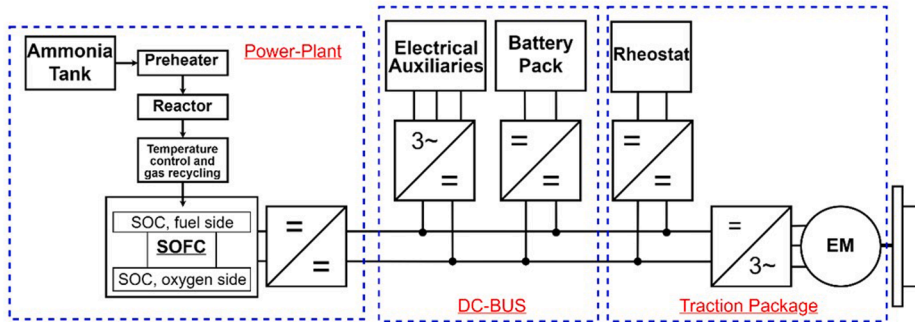 Ammonia
Tank
Preheater
Power-Plant
Reactor
Temperature
control and
gas recycling
SOC, fuel side
SOFC
SOC, oxygen side
=
=
Electrical
Auxiliaries
3~
=
Battery
Pack
=
=
DC-BUS
Rheostat
=
=
=
3~
EM
Traction Package